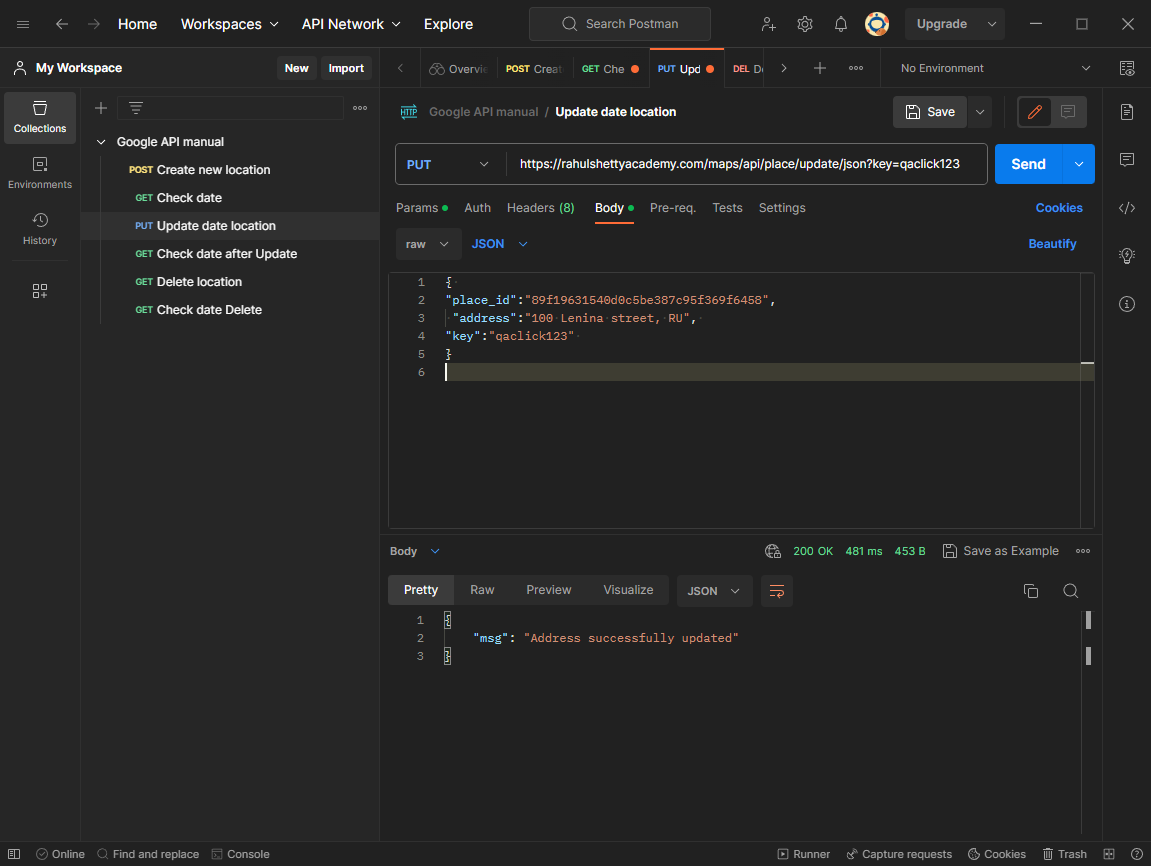 Home Workspaces API Network Explore Search Postman Upgrade
My Workspace New Import Overvie POST Creat GET Che PUT Upd DEL De No Environment
Collections
Environments
History
Google API manual
POST Create new location
GET Check date
PUT Update date location
GET Check date after Update
GET Delete location
GET Check date Delete
HTTP Google API manual / Update date location Save
PUT https://rahulshettyacademy.com/maps/api/place/update/json?key=qaclick123 Send
Params Auth Headers (8) Body Pre-req. Tests Settings Cookies
raw JSON Beautify
1 {
2 "place_id":"89f19631540d0c5be387c95f369f6458",
3 "address":"100 Lenina street, RU",
4 "key":"qaclick123"
5 }
6
Body 200 OK 481 ms 453 B Save as Example
Pretty Raw Preview Visualize JSON
1 {
2 "msg": "Address successfully updated"
3 }
Online Find and replace Console Runner Capture requests Cookies Trash